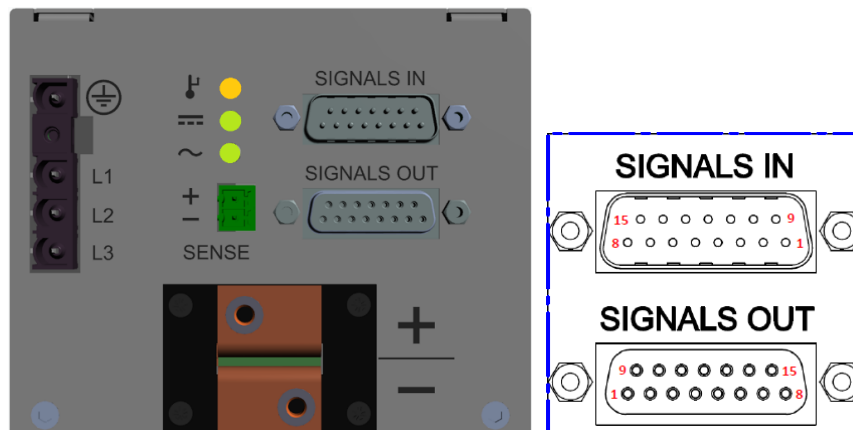 SIGNALS IN
SIGNALS OUT
L1
L2
L3
+
−
SENSE
+
−
SIGNALS IN
15 9
8 1
SIGNALS OUT
9 15
1 8